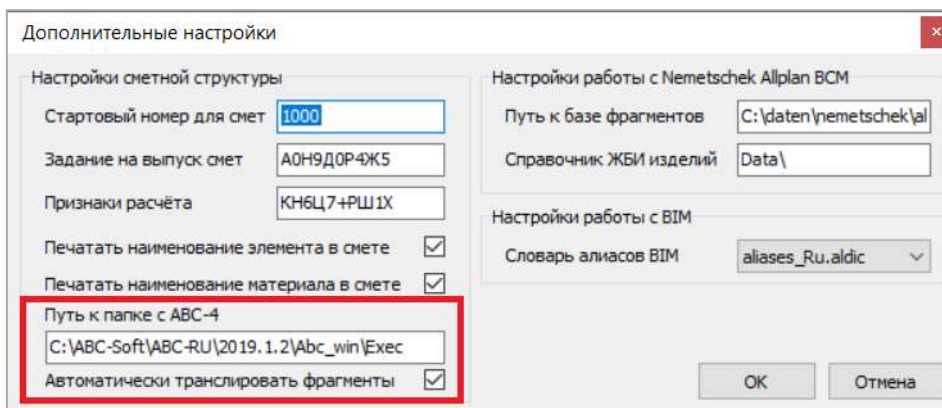 Дополнительные настройки
Настройки сметной структуры
Стартовый номер для смет 1000
Задание на выпуск смет А0Н9Д0Р4Ж5
Признаки расчёта КН6Ц7+РШ1Х
Печатать наименование элемента в смете
Печатать наименование материала в смете
Путь к папке с АВС-4
C:\ABC-Soft\ABC-RU\2019.1.2\Abc_win\Exec
Автоматически транслировать фрагменты
Настройки работы с Nemetschek Allplan BCM
Путь к базе фрагментов C:\daten\nemetschek\al
Справочник ЖБИ изделий Data\
Настройки работы с BIM
Словарь алиасов BIM aliases_Ru.aldic
OK Отмена